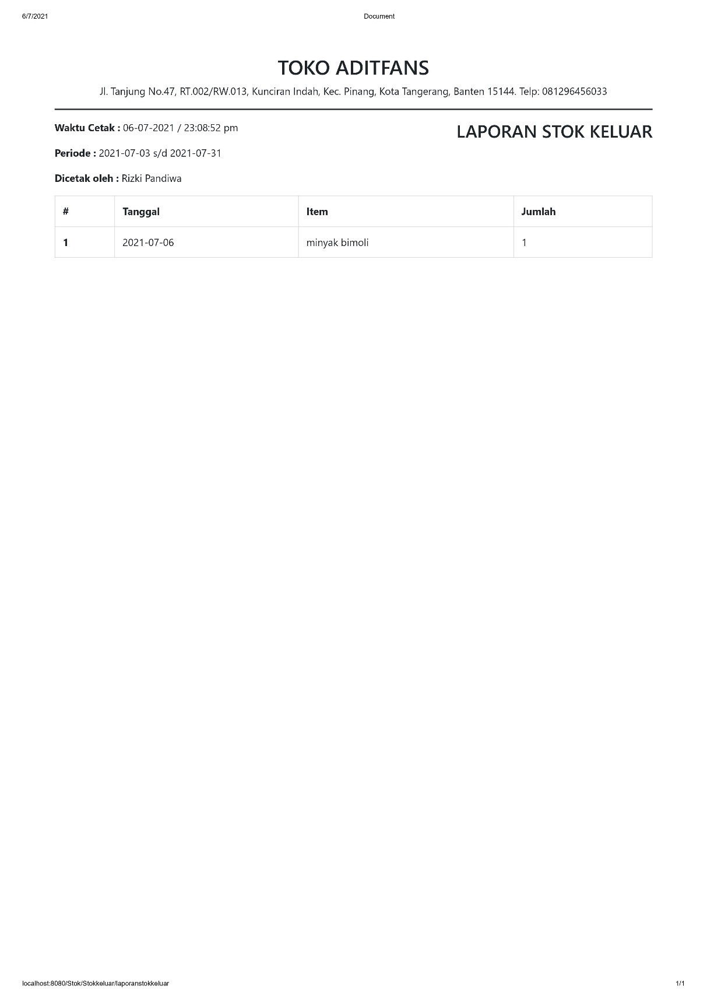 6/7/2021 Document
TOKO ADITFANS
Jl. Tanjung No.47, RT.002/RW.013, Kunciran Indah, Kec. Pinang, Kota Tangerang, Banten 15144. Telp: 081296456033
Waktu Cetak : 06-07-2021 / 23:08:52 pm
LAPORAN STOK KELUAR
Periode : 2021-07-03 s/d 2021-07-31
Dicetak oleh : Rizki Pandiwa
# Tanggal Item Jumlah
1 2021-07-06 minyak bimoli 1
localhost:8080/Stok/Stokkeluar/laporanstokkeluar 1/1